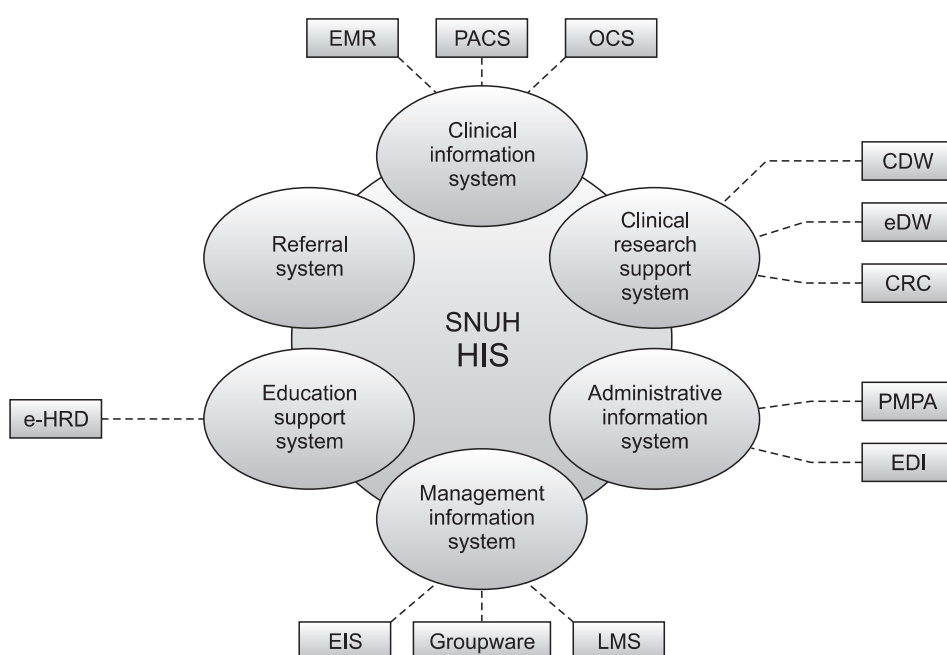 EMR
PACS
OCS
Clinical
information
system
CDW
eDW
CRC
Clinical
research
support
system
Referral
system
SNUH
HIS
e-HRD
Education
support
system
Administrative
information
system
PMPA
EDI
Management
information
system
EIS
Groupware
LMS